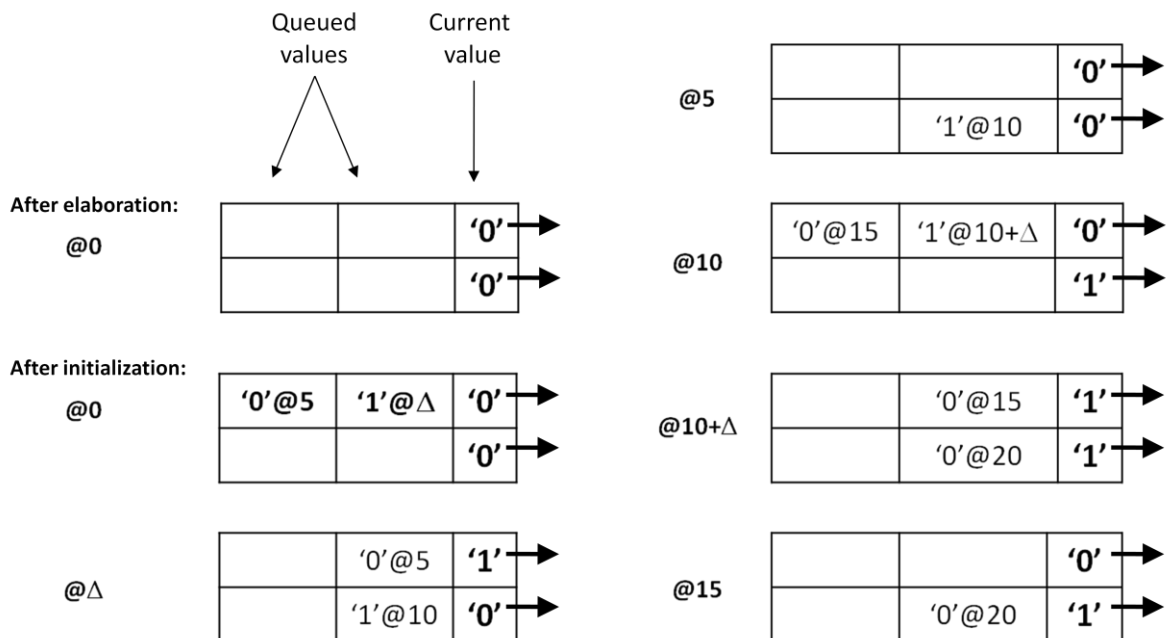 Queued
values
Current
value
After elaboration:
@0
‘0’
‘0’
After initialization:
@0
‘0’@5 ‘1’@Δ ‘0’
‘0’
@Δ
‘0’@5 ‘1’
‘1’@10 ‘0’
@5
‘0’
‘1’@10 ‘0’
@10
‘0’@15 ‘1’@10+Δ ‘0’
‘1’
@10+Δ
‘0’@15 ‘1’
‘0’@20 ‘1’
@15
‘0’
‘0’@20 ‘1’